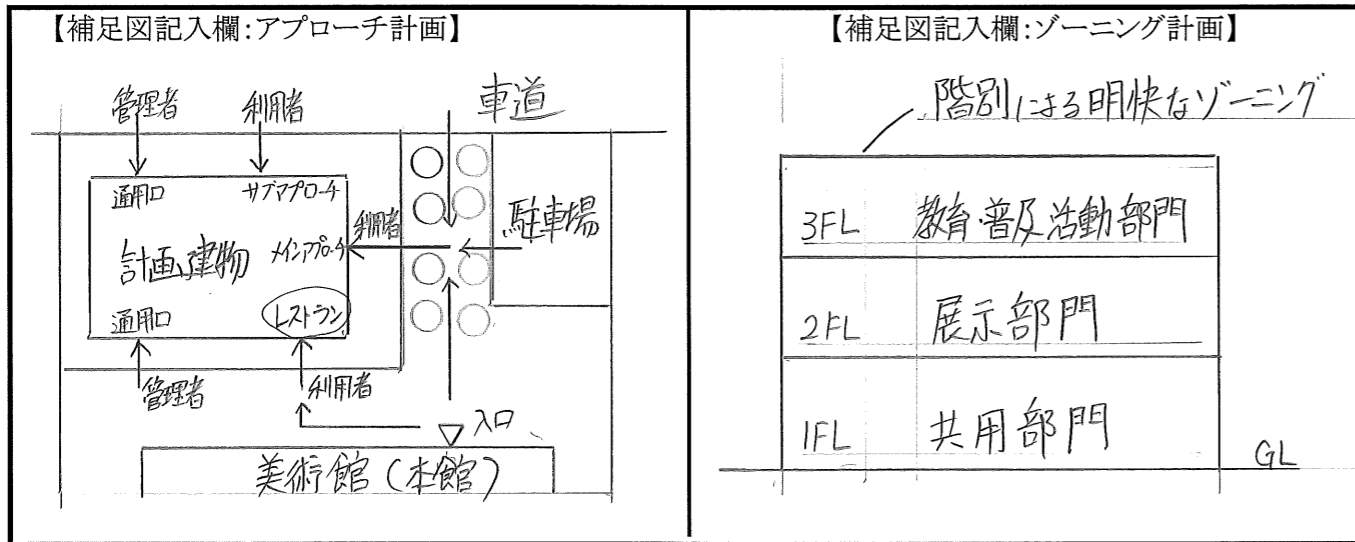 【補足図記入欄:アプローチ計画】
管理者
利用者
車道
通用口
サブアプローチ
利用者
駐車場
計画建物
メインアプローチ
通用口
レストラン
管理者
利用者
入口
美術館(本館)
【補足図記入欄:ゾーニング計画】
階別による明快なゾーニング
3FL 教育・普及活動部門
2FL 展示部門
1FL 共用部門
GL